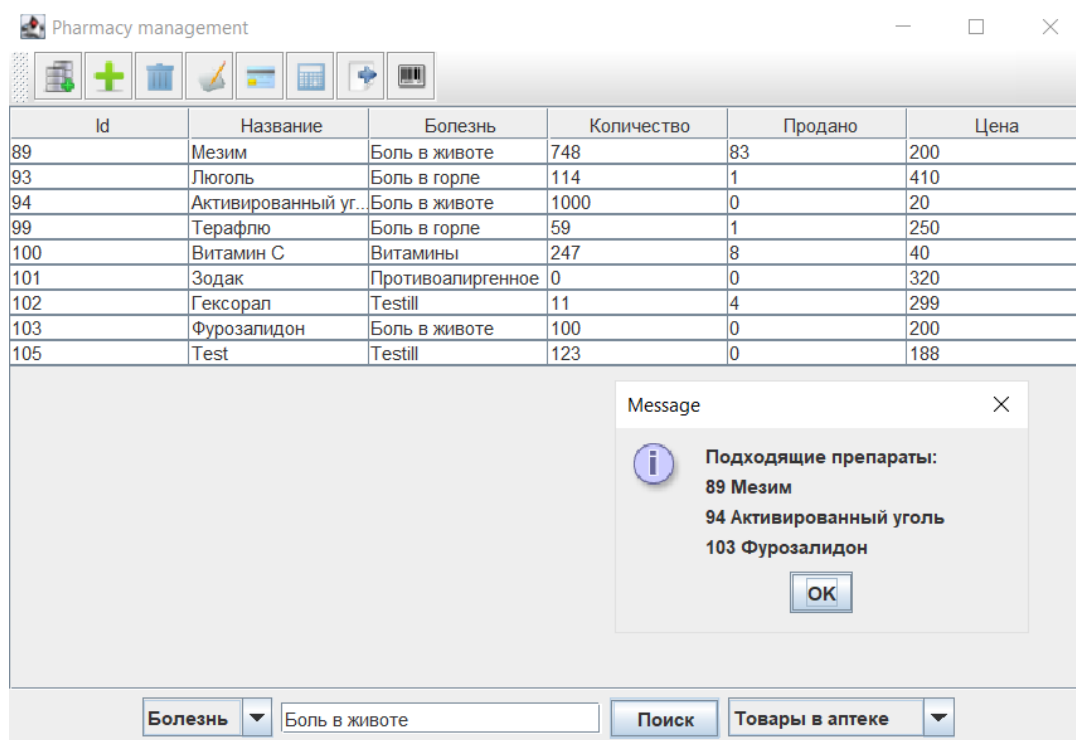 Pharmacy management
Id Название Болезнь Количество Продано Цена
89 Мезим Боль в животе 748 83 200
93 Люголь Боль в горле 114 1 410
94 Активированный уг... Боль в животе 1000 0 20
99 Терафлю Боль в горле 59 1 250
100 Витамин С Витамины 247 8 40
101 Зодак Противоалиргенное 0 0 320
102 Гексорал Testill 11 4 299
103 Фурозалидон Боль в животе 100 0 200
105 Test Testill 123 0 188
Message
Подходящие препараты:
89 Мезим
94 Активированный уголь
103 Фурозалидон
OK
Болезнь Боль в животе Поиск Товары в аптеке